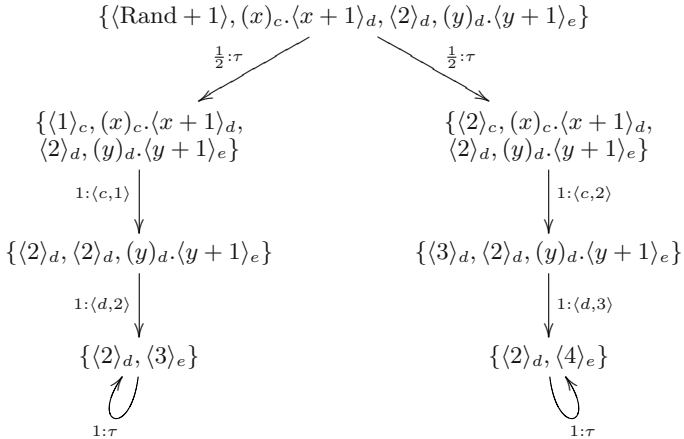 {⟨Rand + 1⟩, (x)_c.⟨x + 1⟩_d, ⟨2⟩_d, (y)_d.⟨y + 1⟩_e}
1/2:τ 1/2:τ
{⟨1⟩_c, (x)_c.⟨x + 1⟩_d, {⟨2⟩_c, (x)_c.⟨x + 1⟩_d,
⟨2⟩_d, (y)_d.⟨y + 1⟩_e} ⟨2⟩_d, (y)_d.⟨y + 1⟩_e}
1:⟨c,1⟩ 1:⟨c,2⟩
{⟨2⟩_d, ⟨2⟩_d, (y)_d.⟨y + 1⟩_e} {⟨3⟩_d, ⟨2⟩_d, (y)_d.⟨y + 1⟩_e}
1:⟨d,2⟩ 1:⟨d,3⟩
{⟨2⟩_d, ⟨3⟩_e} {⟨2⟩_d, ⟨4⟩_e}
1:τ 1:τ